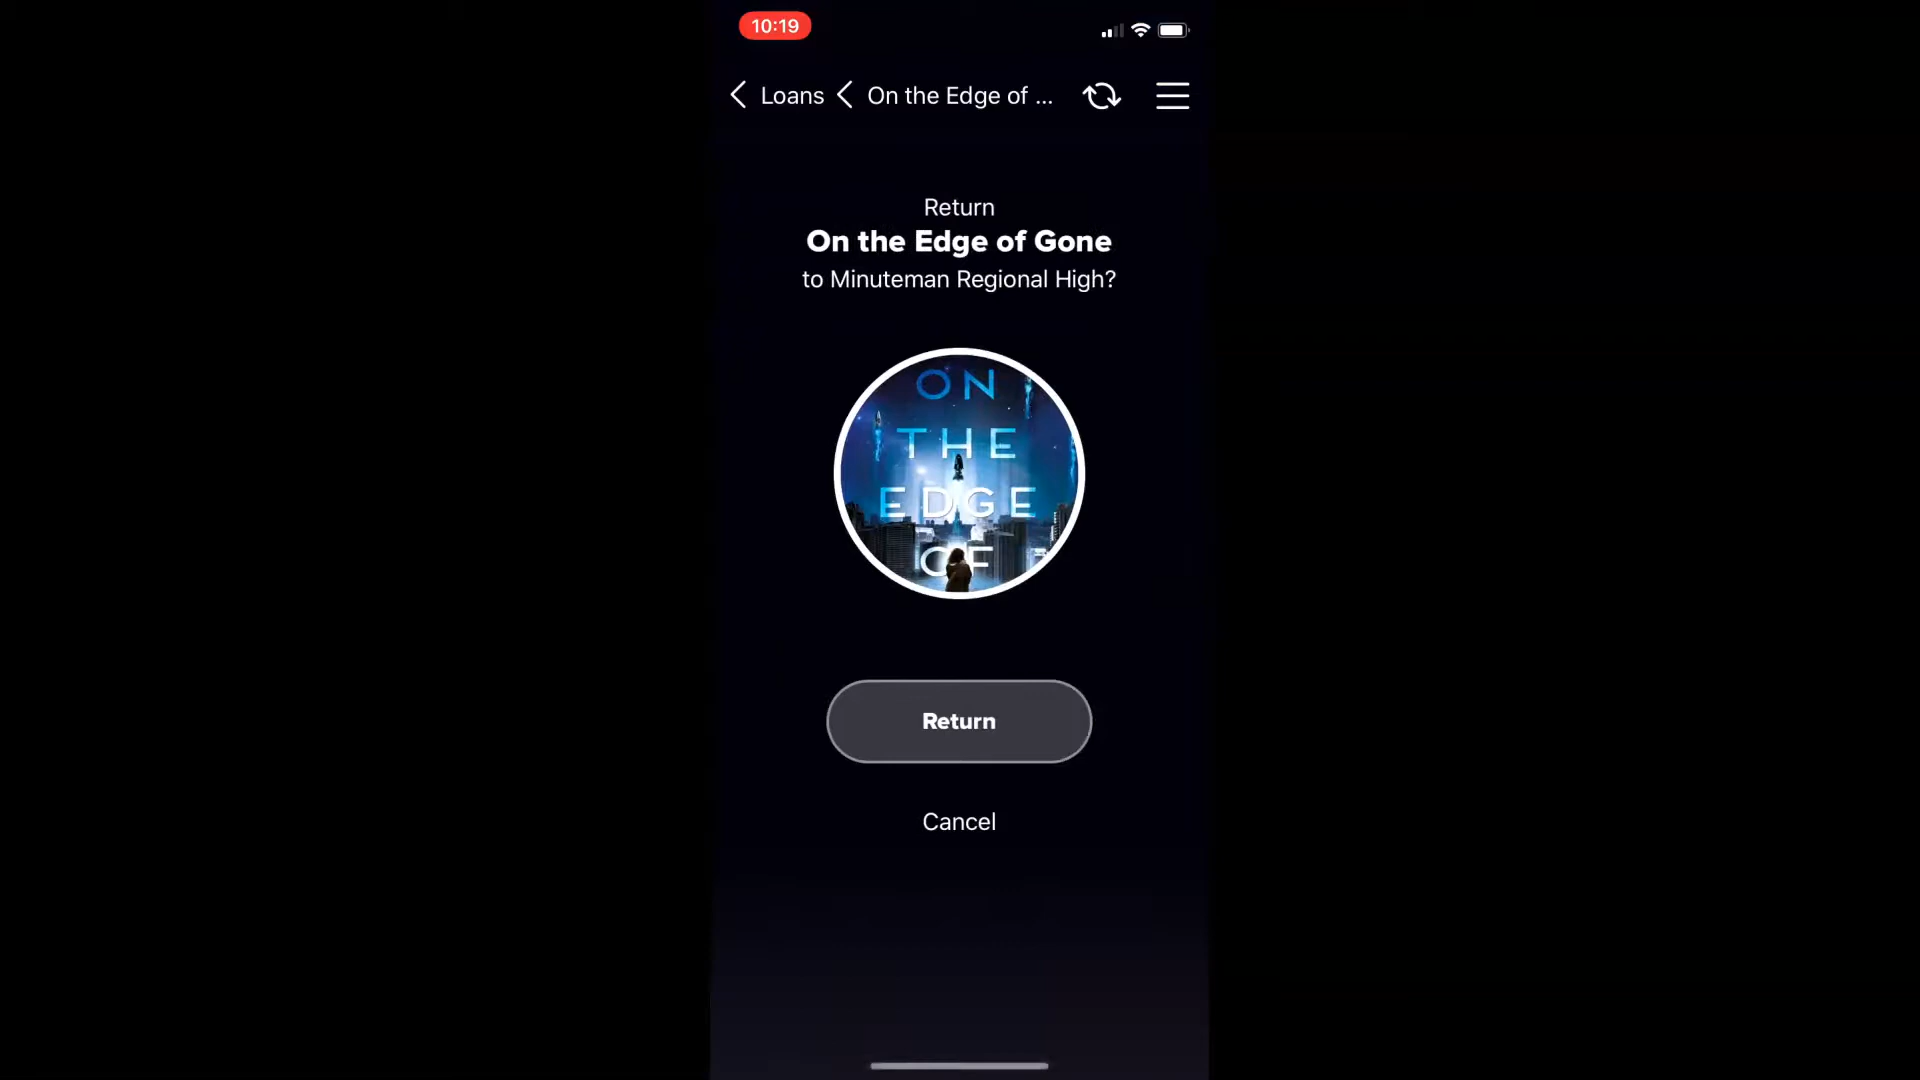 10:19
Loans
On the Edge of ...
Return
On the Edge of Gone
to Minuteman Regional High?
ON
THE
EDGE
OF
Return
Cancel